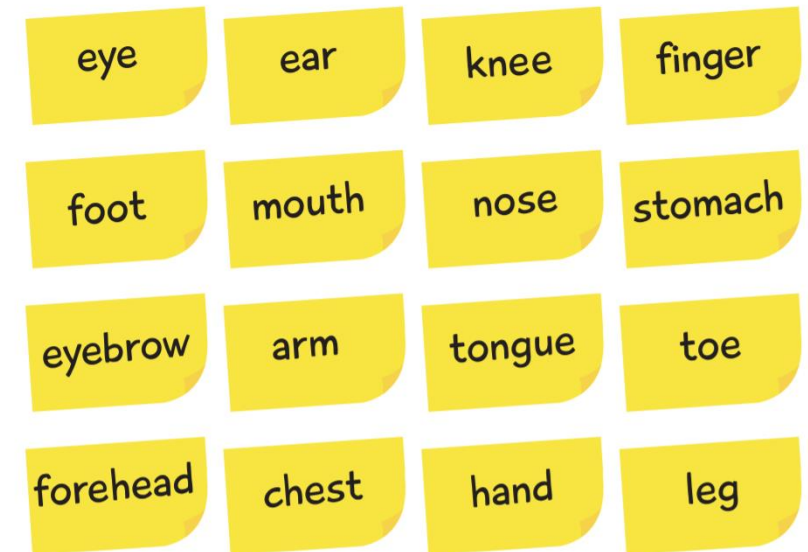 eye
ear
knee
finger
foot
mouth
nose
stomach
eyebrow
arm
tongue
toe
forehead
chest
hand
leg